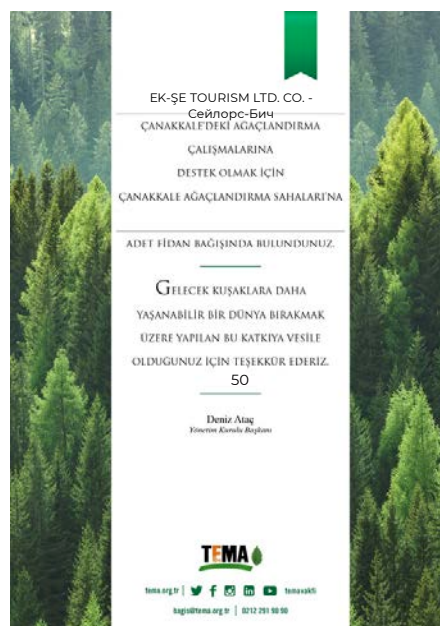 EK-ŞE TOURISM LTD. CO. -
Сейлорс-Бич
ÇANAKKALE'DEKİ AĞAÇLANDIRMA
ÇALIŞMALARINA
DESTEK OLMAK İÇİN
ÇANAKKALE AĞAÇLANDIRMA SAHALARI'NA
ADET FİDAN BAĞIŞINDA BULUNDUNUZ.
GELECEK KUŞAKLARA DAHA
YAŞANABİLİR BİR DÜNYA BIRAKMAK
ÜZERE YAPILAN BU KATKIYA VESİLE
OLDUĞUNUZ İÇİN TEŞEKKÜR EDERİZ.
50
Deniz Ataç
Yönetim Kurulu Başkanı
TEMA
tema.org.tr | temavakfi
bagis@tema.org.tr | 0212 291 90 90